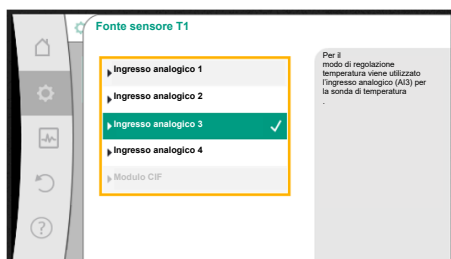 Fonte sensore T1
Ingresso analogico 1
Ingresso analogico 2
Ingresso analogico 3
Ingresso analogico 4
Modulo CIF
Per il
modo di regolazione
temperatura viene utilizzato
l'ingresso analogico (AI3) per
la sonda di temperatura
.
?